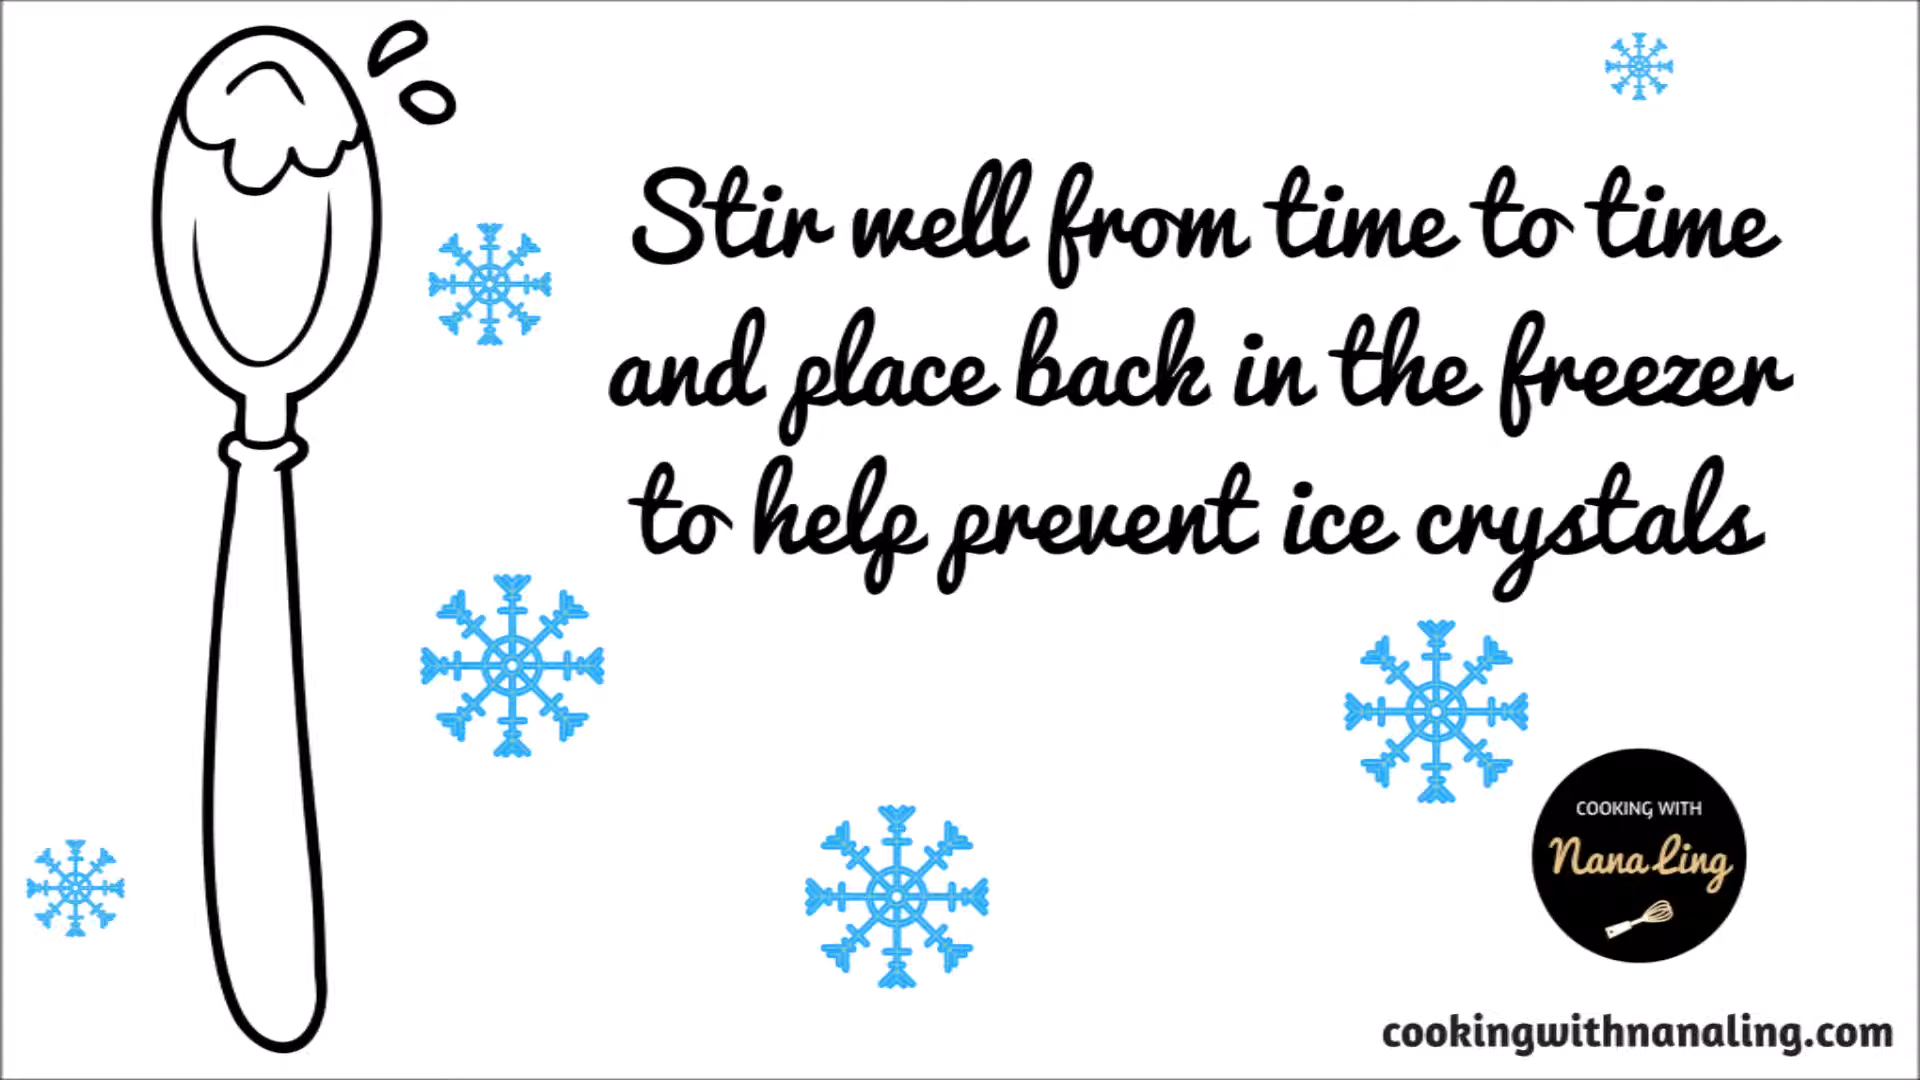 Stir well from time to time
and place back in the freezer
to help prevent ice crystals
COOKING WITH
Nana Ling
cookingwithnanaling.com